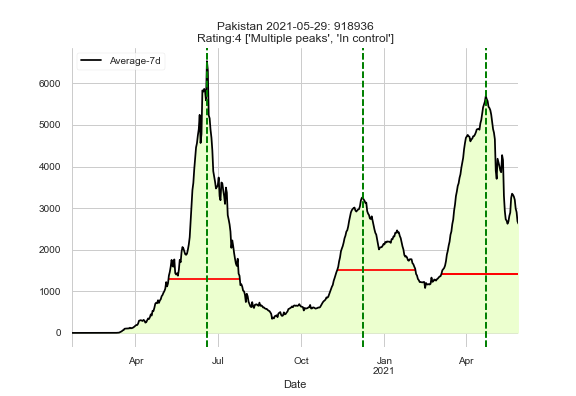 Pakistan 2021-05-29: 918936
Rating:4 ['Multiple peaks', 'In control']
Average-7d
6000
5000
4000
3000
2000
1000
0
Apr
Jul
Oct
Jan
2021
Apr
Date